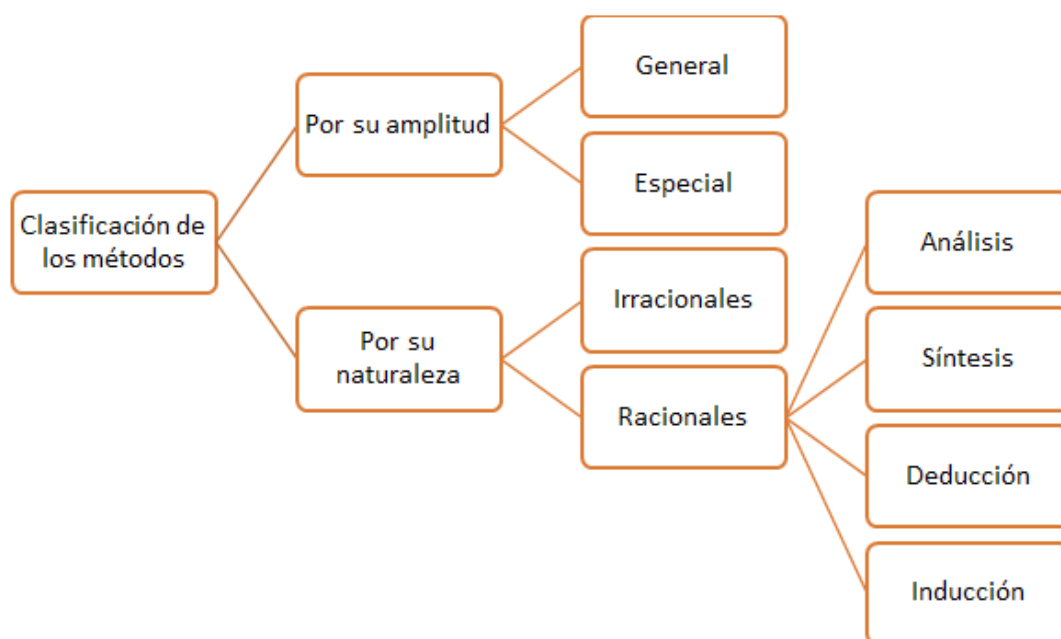 Clasificación de
los métodos
Por su amplitud
General
Especial
Por su
naturaleza
Irracionales
Racionales
Análisis
Síntesis
Deducción
Inducción